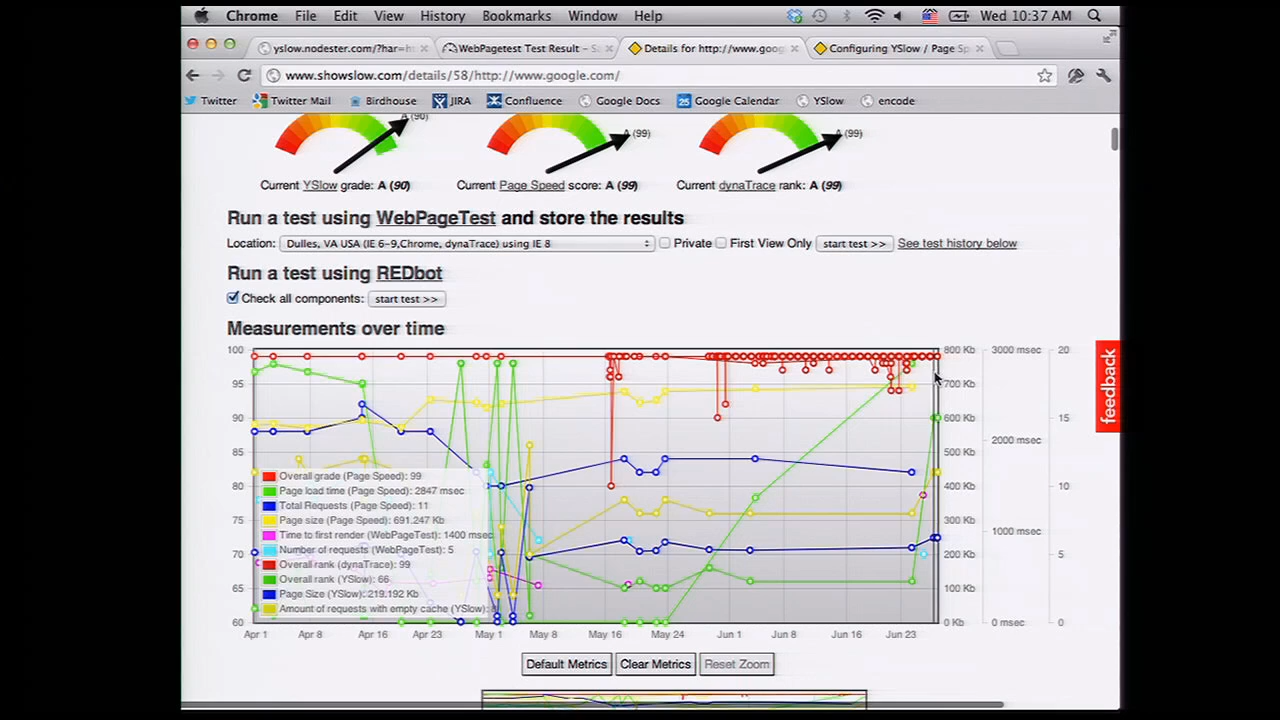 Chrome File Edit View History Bookmarks Window Help Wed 10:37 AM
yslow.nodester.com/?har=h WebPagetest Test Result – S Details for http://www.goog Configuring YSlow / Page Sp
www.showslow.com/details/58/http://www.google.com/
Twitter Twitter Mail Birdhouse JIRA Confluence Google Docs 25 Google Calendar YSlow encode
A (90) A (99) A (99)
Current YSlow grade: A (90) Current Page Speed score: A (99) Current dynaTrace rank: A (99)
Run a test using WebPageTest and store the results
Location: Dulles, VA USA (IE 6-9,Chrome, dynaTrace) using IE 8 Private First View Only start test >> See test history below
Run a test using REDbot
Check all components: start test >>
Measurements over time
100 800 Kb 3000 msec 20
95 700 Kb
90 600 Kb 15
85 500 Kb 2000 msec
80 400 Kb 10
75 300 Kb 1000 msec
70 200 Kb 5
65 100 Kb
60 0 Kb 0 msec 0
Overall grade (Page Speed): 99
Page load time (Page Speed): 2847 msec
Total Requests (Page Speed): 11
Page size (Page Speed): 691.247 Kb
Time to first render (WebPageTest): 1400 msec
Number of requests (WebPageTest): 5
Overall rank (dynaTrace): 99
Overall rank (YSlow): 66
Page Size (YSlow): 219.192 Kb
Amount of requests with empty cache (YSlow):
Apr 1 Apr 8 Apr 16 Apr 23 May 1 May 8 May 16 May 24 Jun 1 Jun 8 Jun 16 Jun 23
feedback
Default Metrics Clear Metrics Reset Zoom